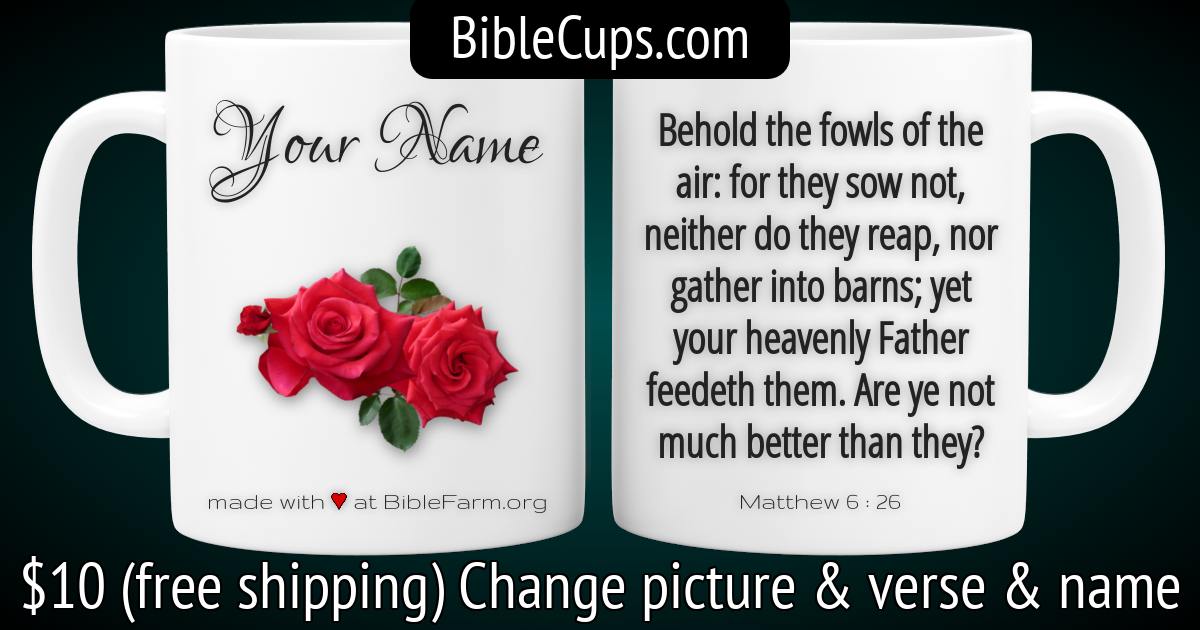 BibleCups.com
Your Name
made with ♥ at BibleFarm.org
Behold the fowls of the
air: for they sow not,
neither do they reap, nor
gather into barns; yet
your heavenly Father
feedeth them. Are ye not
much better than they?
Matthew 6 : 26
$10 (free shipping) Change picture & verse & name